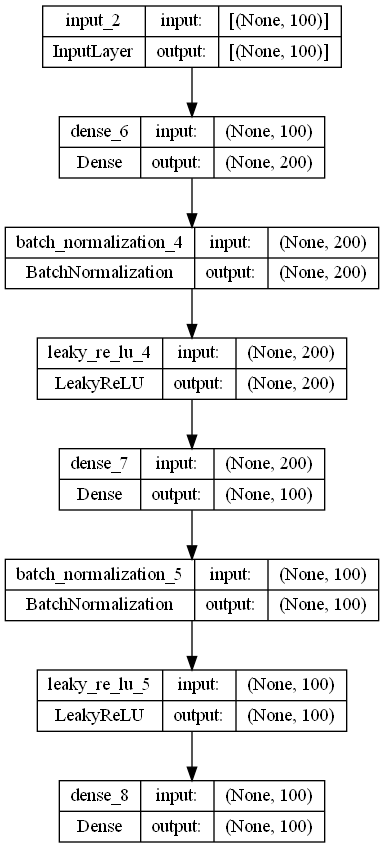 input_2 input: [(None, 100)]
InputLayer output: [(None, 100)]
dense_6 input: (None, 100)
Dense output: (None, 200)
batch_normalization_4 input: (None, 200)
BatchNormalization output: (None, 200)
leaky_re_lu_4 input: (None, 200)
LeakyReLU output: (None, 200)
dense_7 input: (None, 200)
Dense output: (None, 100)
batch_normalization_5 input: (None, 100)
BatchNormalization output: (None, 100)
leaky_re_lu_5 input: (None, 100)
LeakyReLU output: (None, 100)
dense_8 input: (None, 100)
Dense output: (None, 100)